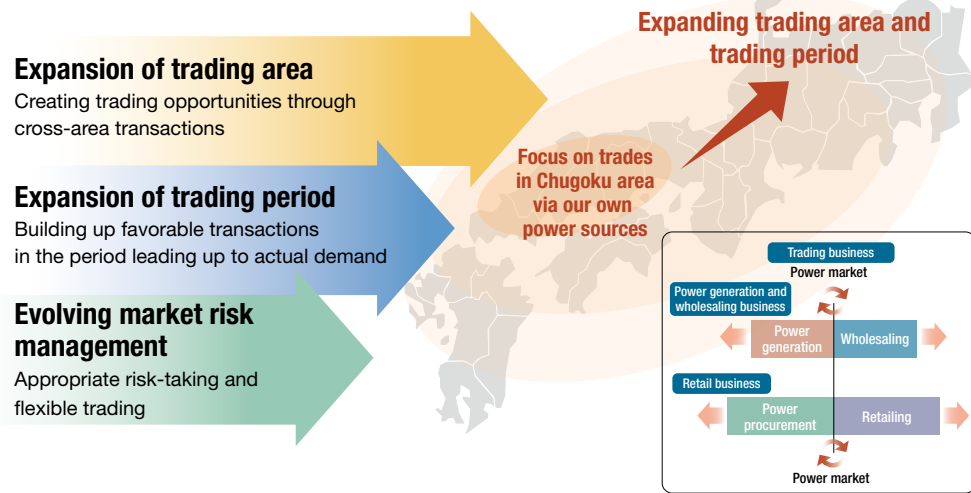 Expansion of trading area
Creating trading opportunities through
cross-area transactions
Expansion of trading period
Building up favorable transactions
in the period leading up to actual demand
Evolving market risk
management
Appropriate risk-taking and
flexible trading
Expanding trading area and
trading period
Focus on trades
in Chugoku area
via our own
power sources
Trading business
Power market
Power generation and
wholesaling business
Power
generation
Wholesaling
Retail business
Power
procurement
Retailing
Power market